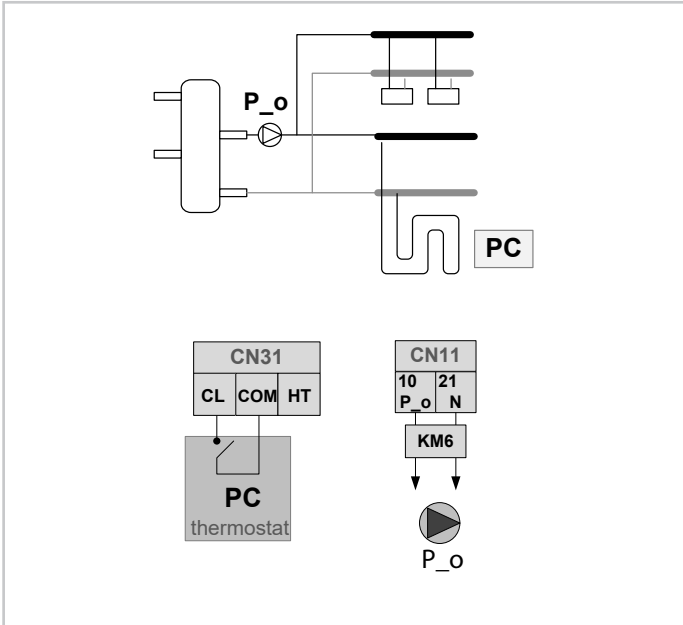 P_o
PC
CN31
CL COM HT
PC
thermostat
CN11
10 21
P_o N
KM6
P_o